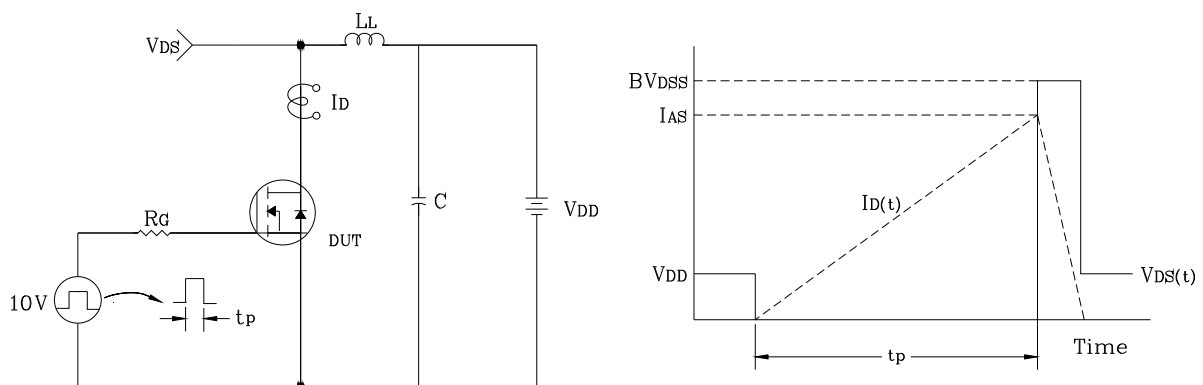 LL
VDS
ID
RG
DUT
C
VDD
10V
tp
BVDSS
IAS
ID(t)
VDD
VDS(t)
Time
tp